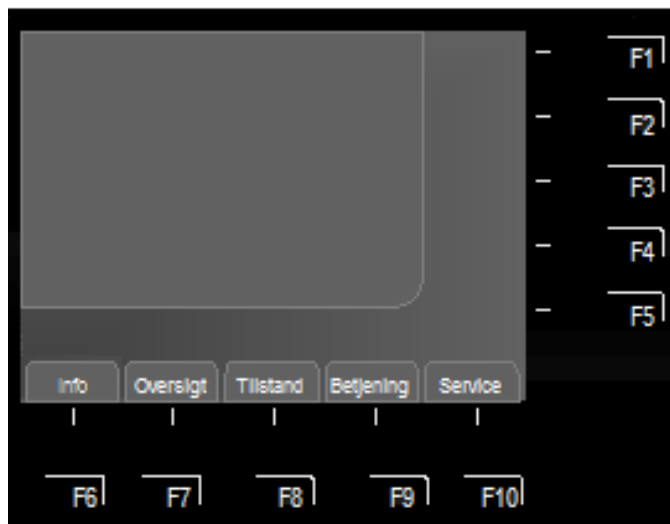 F1
F2
F3
F4
F5
Info Oversigt Tilstand Betjening Service
F6 F7 F8 F9 F10